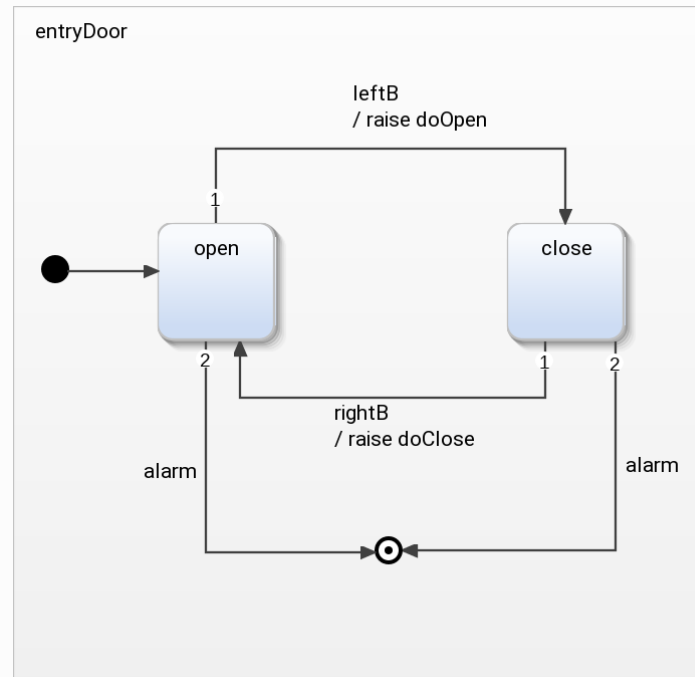 entryDoor
leftB
/ raise doOpen
1
open
close
2
1
2
rightB
/ raise doClose
alarm
alarm